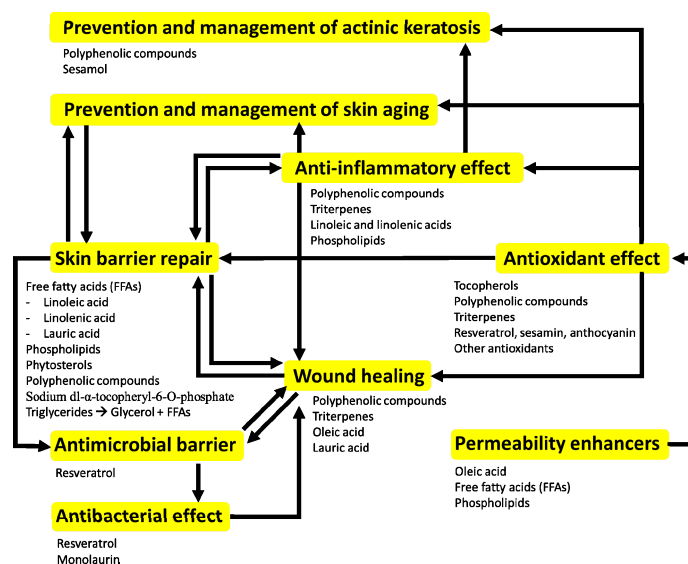 Prevention and management of actinic keratosis
Polyphenolic compounds
Sesamol
Prevention and management of skin aging
Anti-inflammatory effect
Polyphenolic compounds
Triterpenes
Linoleic and linolenic acids
Phospholipids
Skin barrier repair
Free fatty acids (FFAs)
- Linoleic acid
- Linolenic acid
- Lauric acid
Phospholipids
Phytosterols
Polyphenolic compounds
Sodium dl-α-tocopheryl-6-O-phosphate
Triglycerides → Glycerol + FFAs
Antioxidant effect
Tocopherols
Polyphenolic compounds
Triterpenes
Resveratrol, sesamin, anthocyanin
Other antioxidants
Wound healing
Polyphenolic compounds
Triterpenes
Oleic acid
Lauric acid
Antimicrobial barrier
Resveratrol
Permeability enhancers
Oleic acid
Free fatty acids (FFAs)
Phospholipids
Antibacterial effect
Resveratrol
Monolaurin